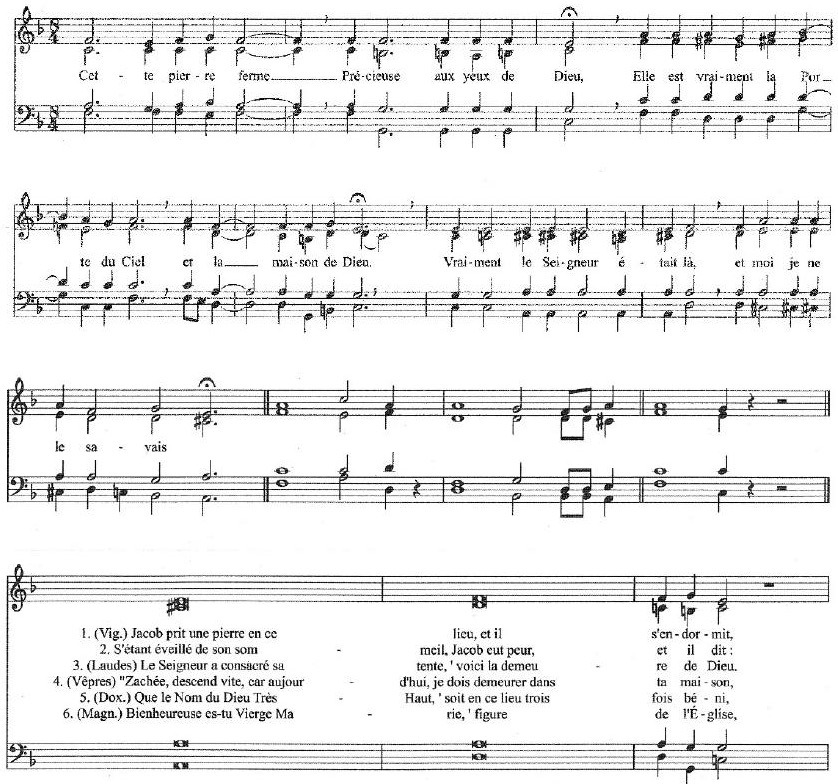 Cet - te pier - re ferme Pré-cieuse aux yeux de Dieu, Elle est vrai-ment la Por
te du Ciel et la mai-son de Dieu. Vrai-ment le Sei-gneur é - tait là, et moi je ne
le sa - vais
1. (Vig.) Jacob prit une pierre en ce lieu, et il s'en-dor-mit,
2. S'étant éveillé de son som - meil, Jacob eut peur, et il dit :
3. (Laudes) Le Seigneur a consacré sa tente, ' voici la demeu - re de Dieu.
4. (Vêpres) "Zachée, descend vite, car aujour - d'hui, je dois demeurer dans ta mai-son,
5. (Dox.) Que le Nom du Dieu Très - Haut, ' soit en ce lieu trois fois bé-ni,
6. (Magn.) Bienheureuse es-tu Vierge Ma - rie, ' figure de l'É-glise,